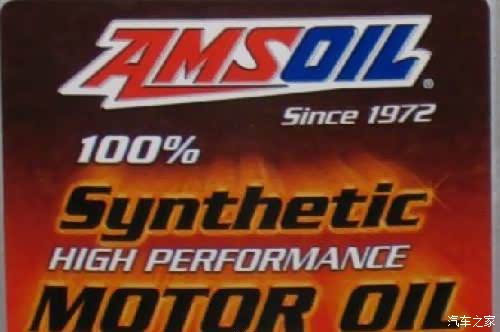 AMSOIL®
Since 1972
100%
Synthetic
HIGH PERFORMANCE
MOTOR OIL
汽车之家